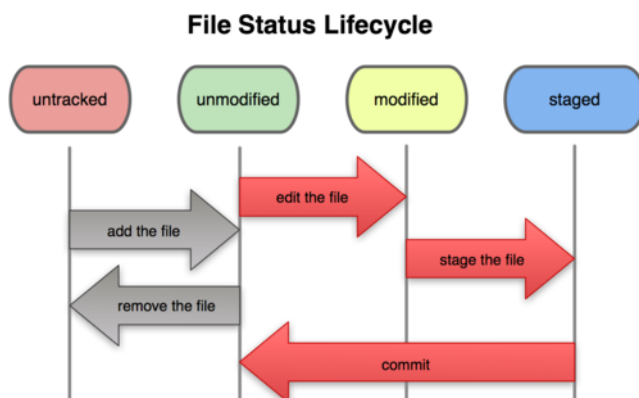 File Status Lifecycle
untracked
unmodified
modified
staged
edit the file
add the file
stage the file
remove the file
commit